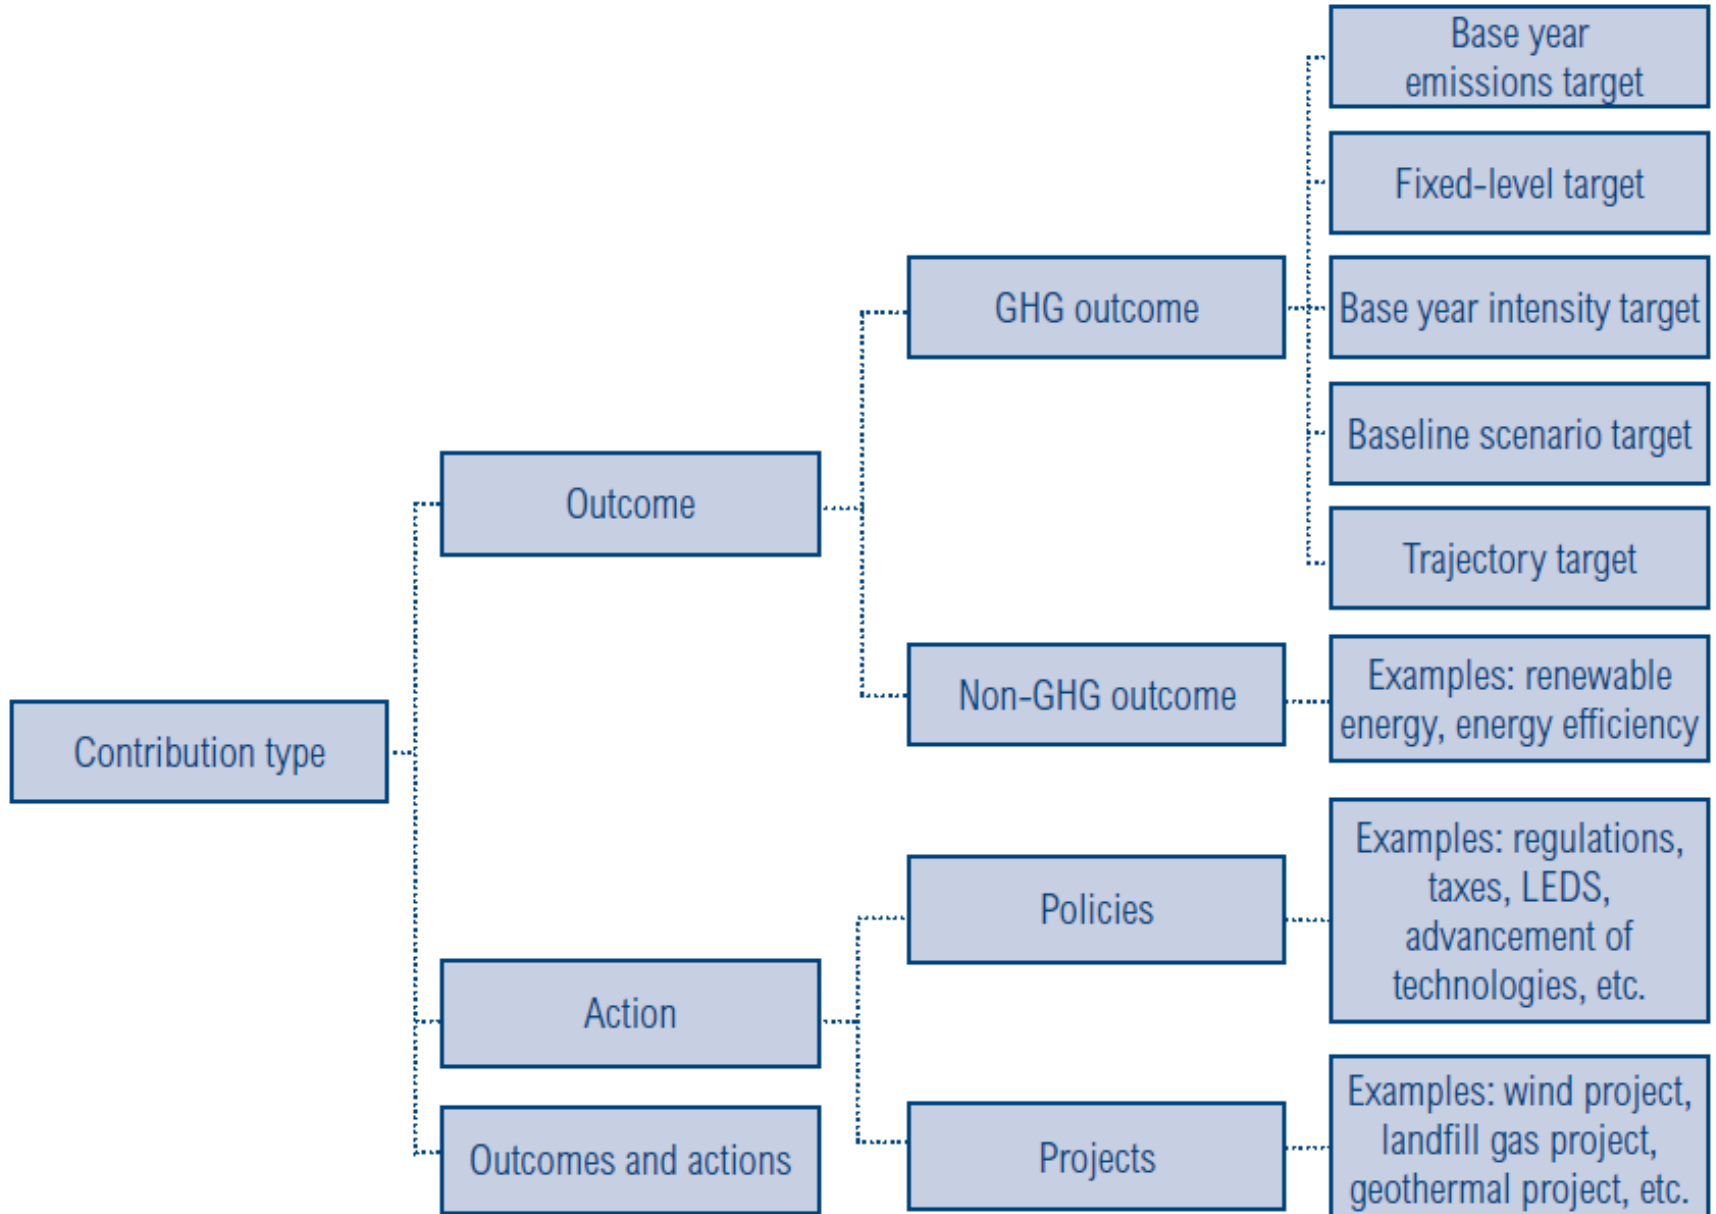 Contribution type
Outcome
GHG outcome
Base year
emissions target
Fixed-level target
Base year intensity target
Baseline scenario target
Trajectory target
Non-GHG outcome
Examples: renewable
energy, energy efficiency
Action
Policies
Examples: regulations,
taxes, LEDS,
advancement of
technologies, etc.
Projects
Examples: wind project,
landfill gas project,
geothermal project, etc.
Outcomes and actions